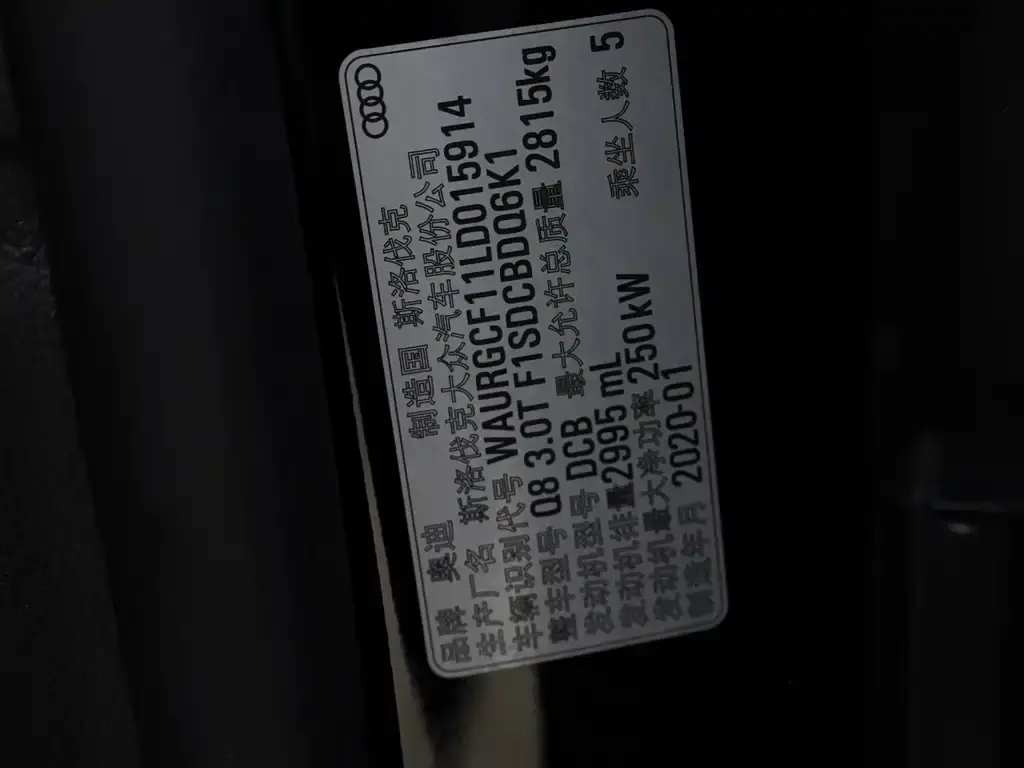 品牌 奥迪 制造国 斯洛伐克
生产厂名 斯洛伐克大众汽车股份公司
车辆识别代号 WAURGCF11LD015914
整车型号 Q8 3.0T F1SDCBDQ6K1
发动机型号 DCB 最大允许总质量 2815kg
发动机排量2995 mL
发动机最大净功率 250 kW 乘坐人数 5
制造年月 2020-01